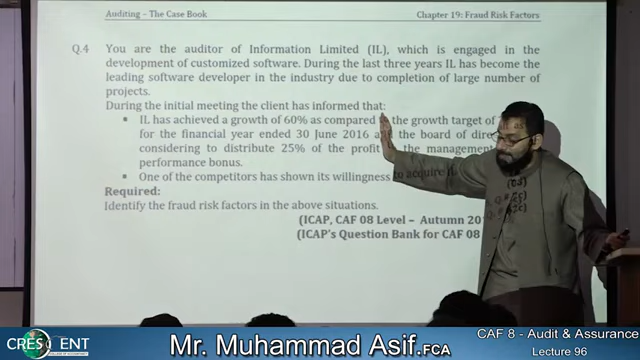 Auditing – The Case Book Chapter 19: Fraud Risk Factors
Q.4 You are the auditor of Information Limited (IL), which is engaged in the
development of customized software. During the last three years IL has become the
leading software developer in the industry due to completion of large number of
projects.
During the initial meeting the client has informed that:
▪ IL has achieved a growth of 60% as compared the growth target of
for the financial year ended 30 June 2016 and the board of
considering to distribute 25% of the profit the management
performance bonus.
▪ One of the competitors has shown its willingness to acquire
Required:
Identify the fraud risk factors in the above situations.
(ICAP, CAF 08 Level – Autumn
(ICAP's Question Bank for CAF 08
CRESCENT
Mr. Muhammad Asif.FCA
CAF 8 - Audit & Assurance
Lecture 96